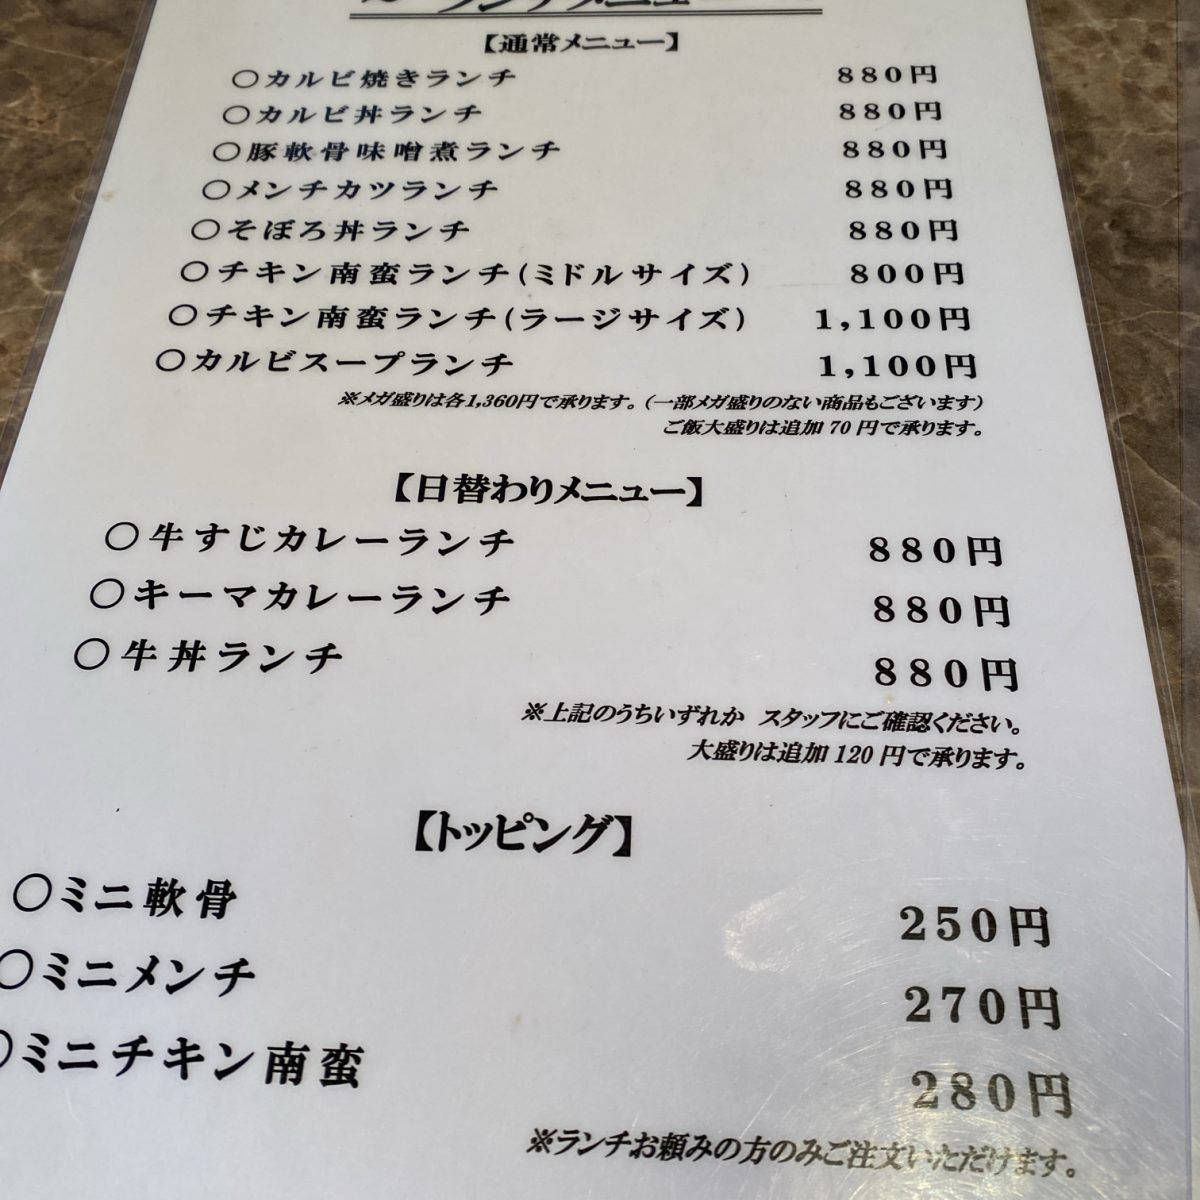 ランチメニュー
【通常メニュー】
○カルビ焼きランチ 880円
○カルビ丼ランチ 880円
○豚軟骨味噌煮ランチ 880円
○メンチカツランチ 880円
○そぼろ丼ランチ 880円
○チキン南蛮ランチ(ミドルサイズ) 800円
○チキン南蛮ランチ(ラージサイズ) 1,100円
○カルビスープランチ 1,100円
※メガ盛りは各1,360円で承ります。(一部メガ盛りのない商品もございます)
ご飯大盛りは追加70円で承ります。
【日替わりメニュー】
○牛すじカレーランチ 880円
○キーマカレーランチ 880円
○牛丼ランチ 880円
※上記のうちいずれか スタッフにご確認ください。
大盛りは追加120円で承ります。
【トッピング】
○ミニ軟骨 250円
○ミニメンチ 270円
○ミニチキン南蛮 280円
※ランチお頼みの方のみご注文いただけます。